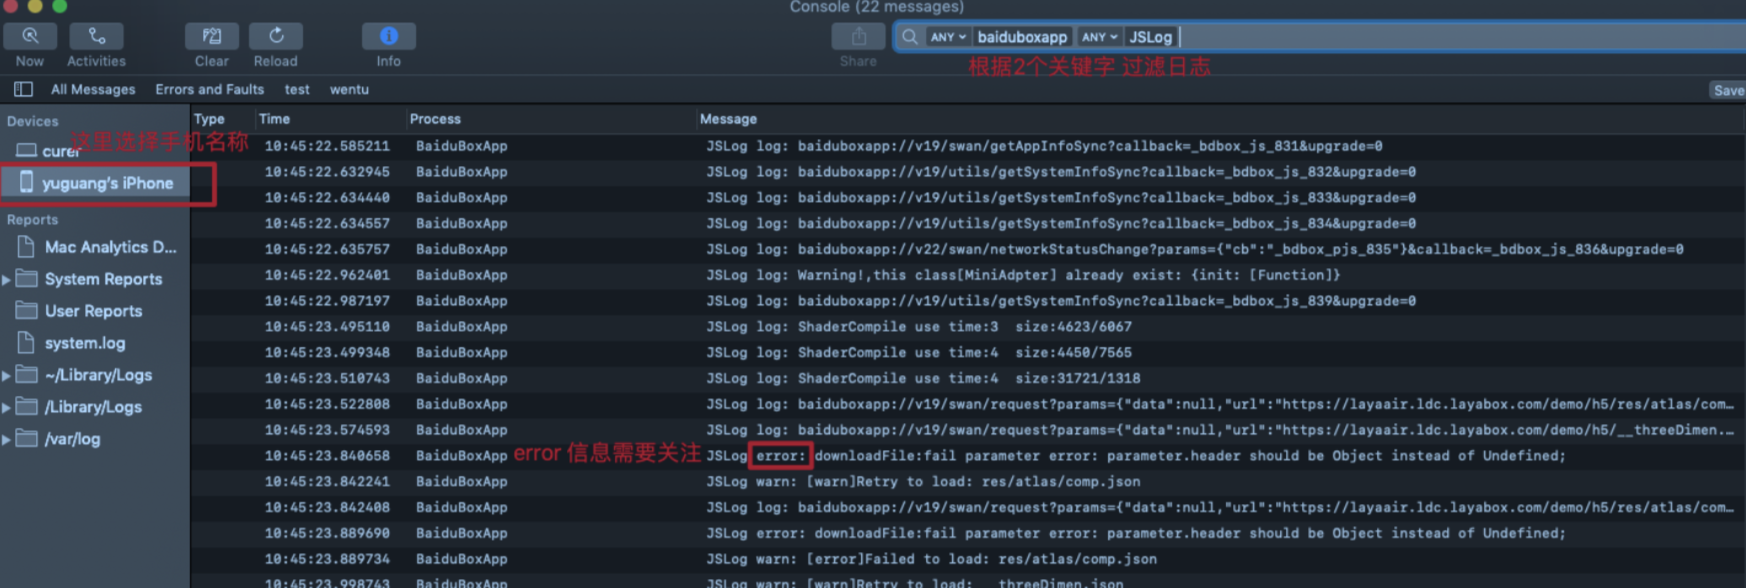 Console (22 messages)
ANY baiduboxapp ANY JSLog
Now Activities Clear Reload Info Share
根据2个关键字 过滤日志
All Messages Errors and Faults test wentu Save
Devices
这里选择手机名称
curer
yuguang's iPhone
Reports
Mac Analytics D...
System Reports
User Reports
system.log
~/Library/Logs
/Library/Logs
/var/log
Type Time Process Message
10:45:22.585211 BaiduBoxApp JSLog log: baiduboxapp://v19/swan/getAppInfoSync?callback=_bdbox_js_831&upgrade=0
10:45:22.632945 BaiduBoxApp JSLog log: baiduboxapp://v19/utils/getSystemInfoSync?callback=_bdbox_js_832&upgrade=0
10:45:22.634440 BaiduBoxApp JSLog log: baiduboxapp://v19/utils/getSystemInfoSync?callback=_bdbox_js_833&upgrade=0
10:45:22.634557 BaiduBoxApp JSLog log: baiduboxapp://v19/utils/getSystemInfoSync?callback=_bdbox_js_834&upgrade=0
10:45:22.635757 BaiduBoxApp JSLog log: baiduboxapp://v22/swan/networkStatusChange?params={"cb":"_bdbox_pjs_835"}&callback=_bdbox_js_836&upgrade=0
10:45:22.962401 BaiduBoxApp JSLog log: Warning!,this class[MiniAdpter] already exist: {init: [Function]}
10:45:22.987197 BaiduBoxApp JSLog log: baiduboxapp://v19/utils/getSystemInfoSync?callback=_bdbox_js_839&upgrade=0
10:45:23.495110 BaiduBoxApp JSLog log: ShaderCompile use time:3 size:4623/6067
10:45:23.499348 BaiduBoxApp JSLog log: ShaderCompile use time:4 size:4450/7565
10:45:23.510743 BaiduBoxApp JSLog log: ShaderCompile use time:4 size:31721/1318
10:45:23.522808 BaiduBoxApp JSLog log: baiduboxapp://v19/swan/request?params={"data":null,"url":"https://layaair.ldc.layabox.com/demo/h5/res/atlas/com...
10:45:23.574593 BaiduBoxApp JSLog log: baiduboxapp://v19/swan/request?params={"data":null,"url":"https://layaair.ldc.layabox.com/demo/h5/__threeDimen....
10:45:23.840658 BaiduBoxApp error 信息需要关注 JSLog error: downloadFile:fail parameter error: parameter.header should be Object instead of Undefined;
10:45:23.842241 BaiduBoxApp JSLog warn: [warn]Retry to load: res/atlas/comp.json
10:45:23.842408 BaiduBoxApp JSLog log: baiduboxapp://v19/swan/request?params={"data":null,"url":"https://layaair.ldc.layabox.com/demo/h5/res/atlas/com...
10:45:23.889690 BaiduBoxApp JSLog error: downloadFile:fail parameter error: parameter.header should be Object instead of Undefined;
10:45:23.889734 BaiduBoxApp JSLog warn: [error]Failed to load: res/atlas/comp.json
10:45:23.998743 BaiduBoxApp JSLog warn: [warn]Retry to load: __threeDimen.json